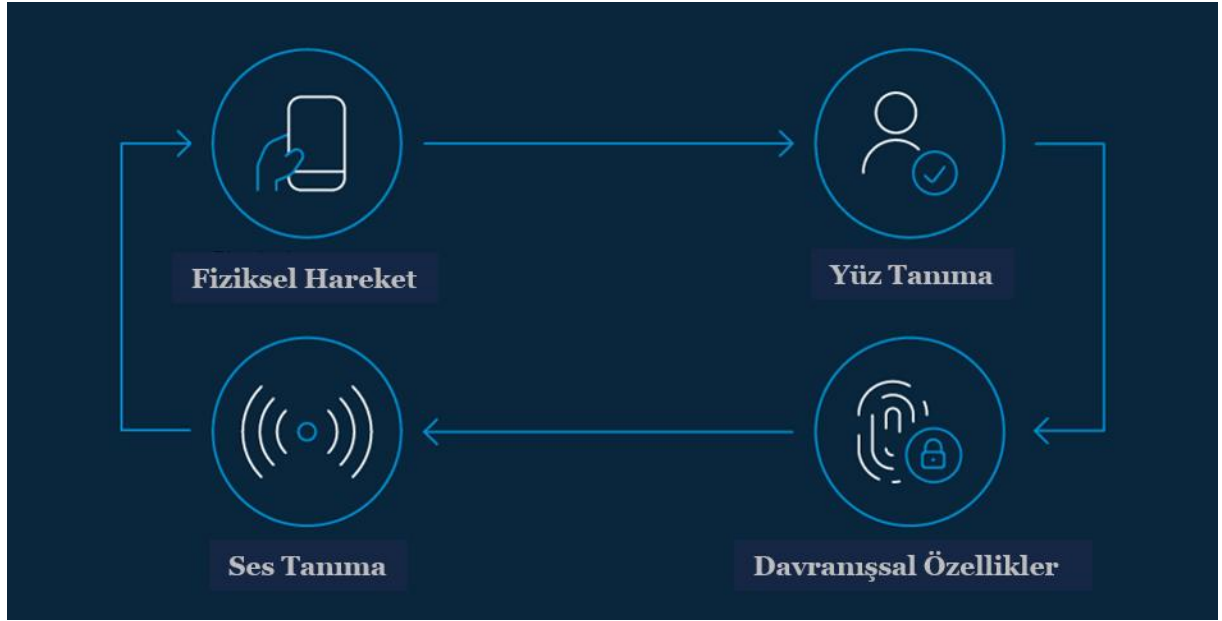 Fiziksel Hareket
Yüz Tanıma
Ses Tanıma
Davranışsal Özellikler